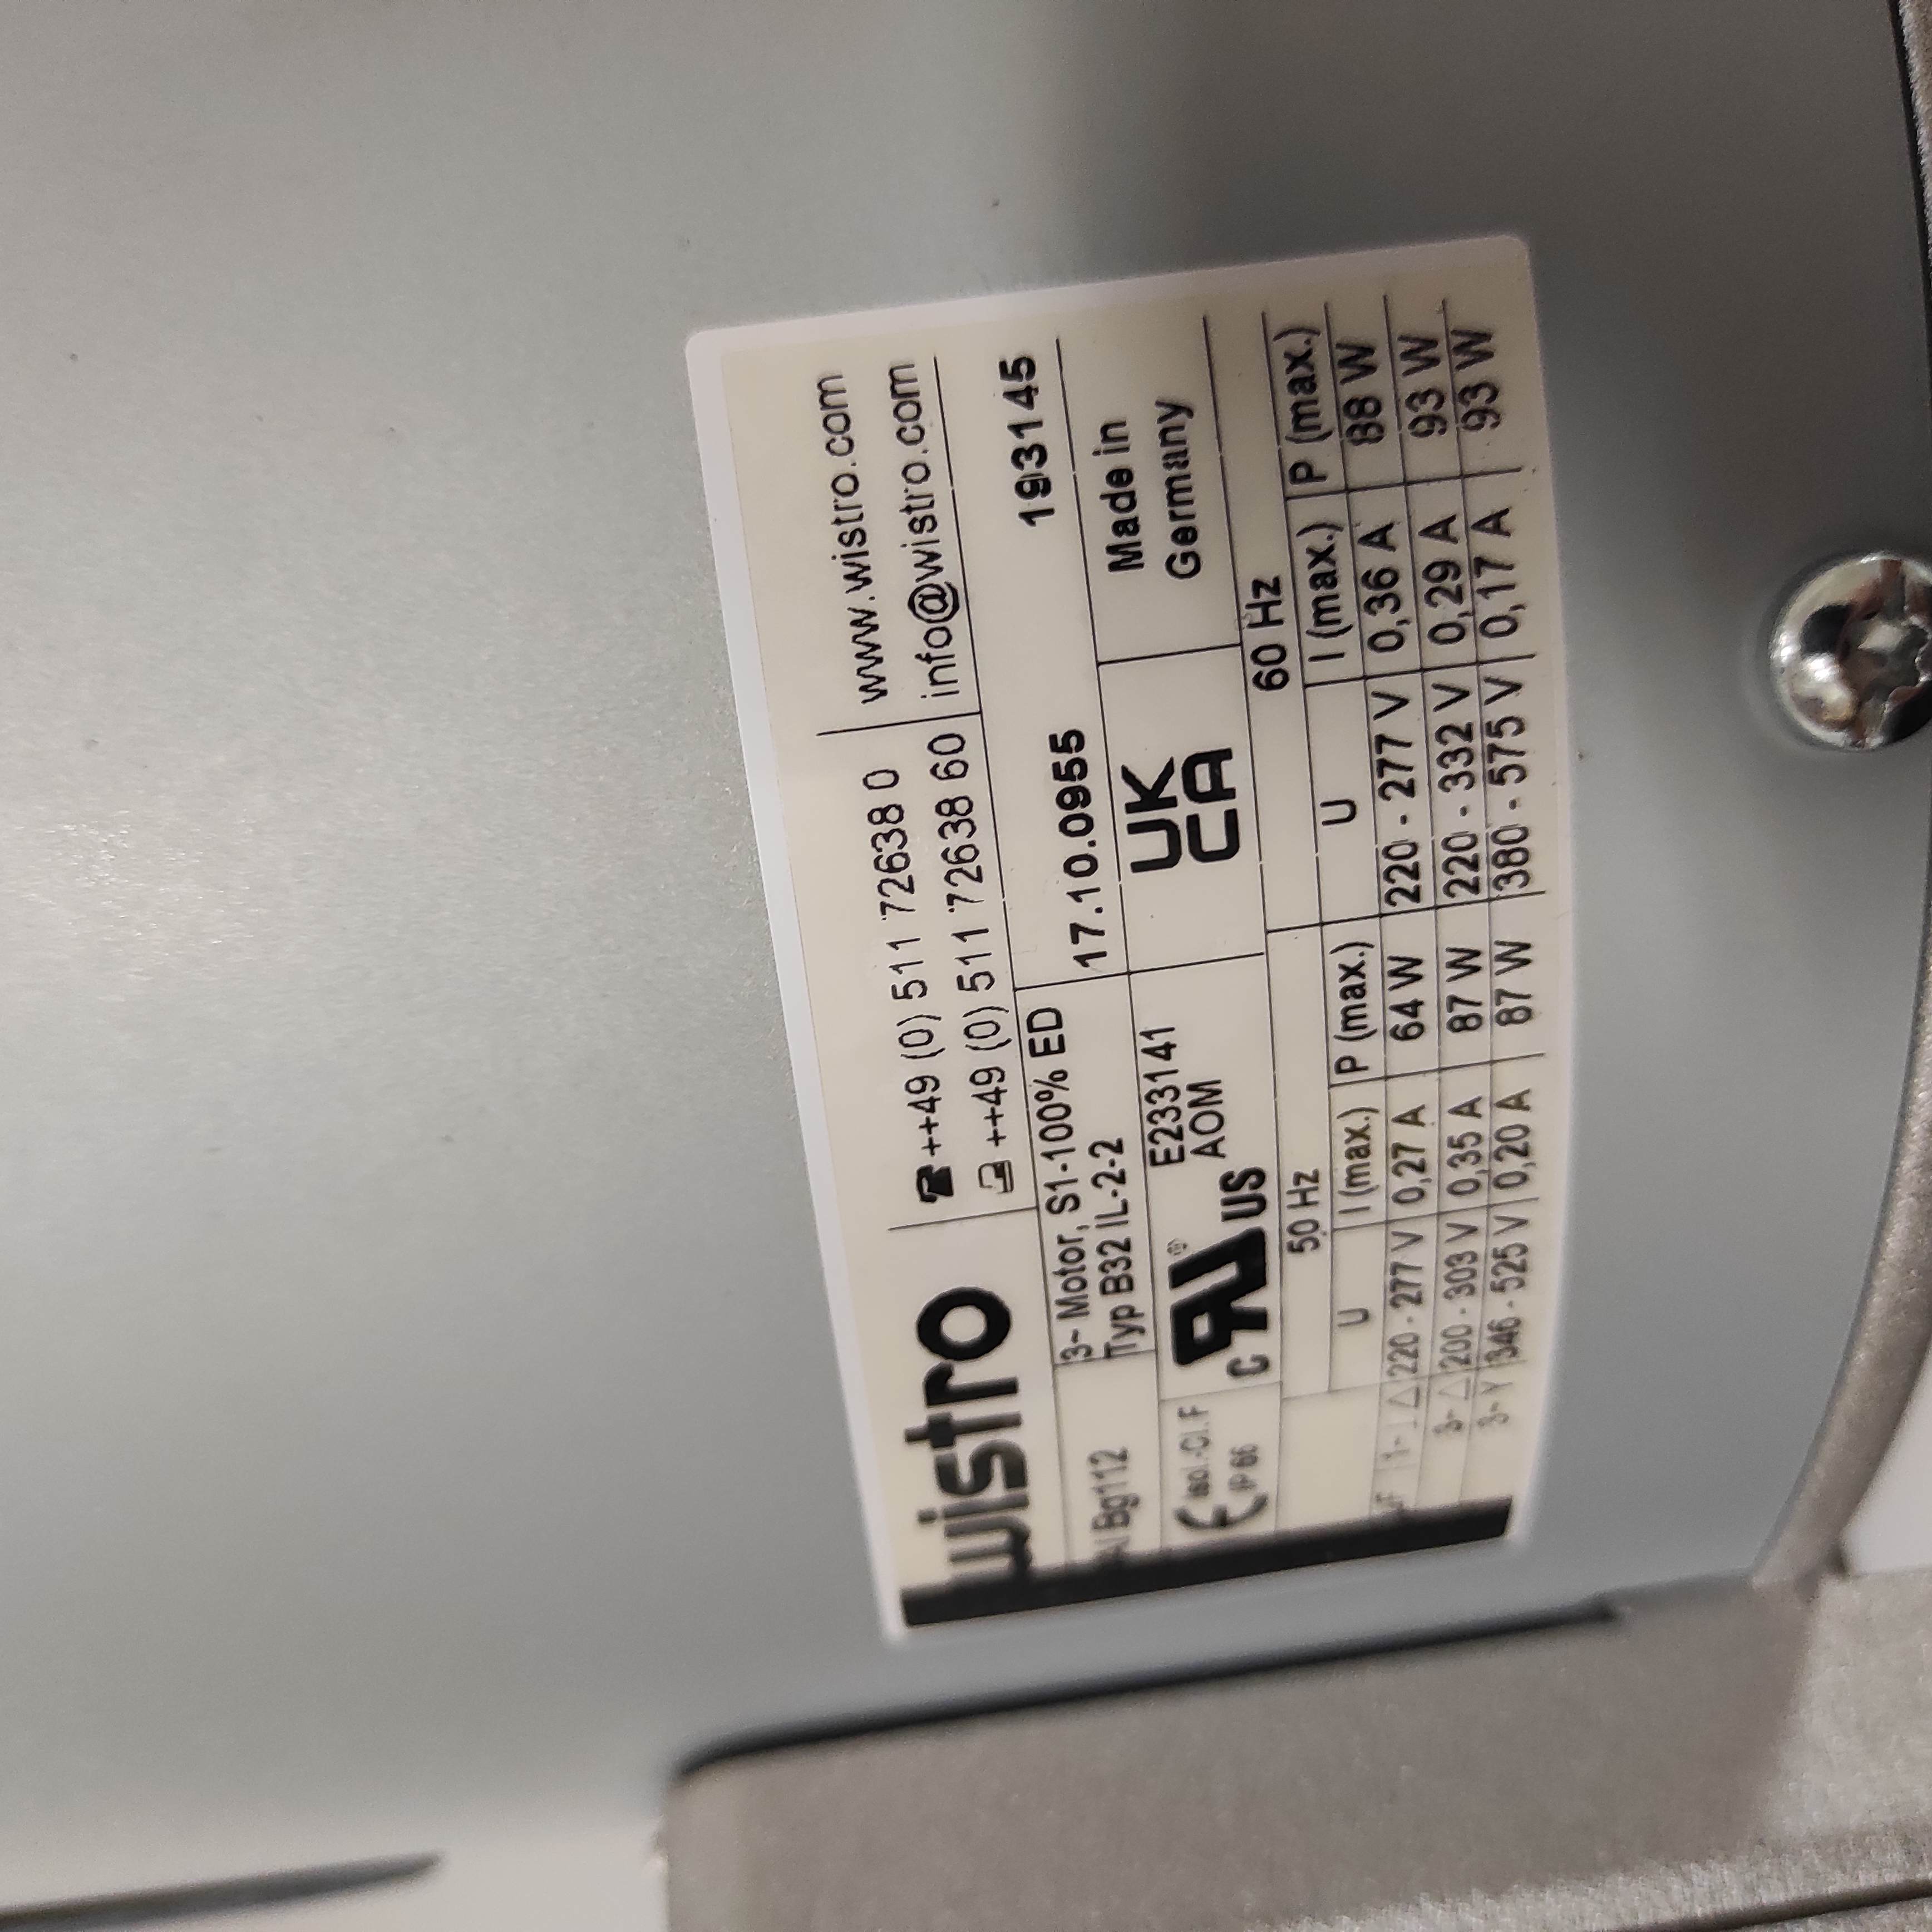 wistro
++49 (0) 511 72638 0
++49 (0) 511 72638 60
www.wistro.com
info@wistro.com
Bg112
3~ Motor, S1-100% ED
Typ B32 IL-2-2
17.10.0955
193145
CE
Isol.-Cl.F
IP 66
c RU ® US
E233141
AOM
UK
CA
Made in
Germany
50 Hz 60 Hz
U I (max.) P (max.) U I (max.) P (max.)
1~ ⊥ △ 220 - 277 V 0,27 A 64 W 220 - 277 V 0,36 A 88 W
3~ △ 200 - 303 V 0,35 A 87 W 220 - 332 V 0,29 A 93 W
3~ Y 346 - 525 V 0,20 A 87 W 380 - 575 V 0,17 A 93 W